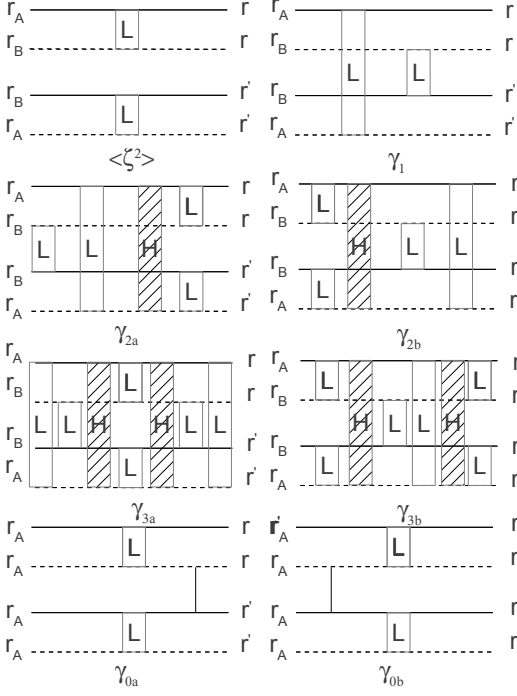 r_A r r_A r
L
r_B r r_B r
L L
r_B r' r_B r'
L
r_A r' r_A r'
<ζ²> γ₁
r_A r r_A r
L L
r_B r r_B r
L L H H L L
r_B r' r_B r'
L L
r_A r' r_A r'
γ_2a γ_2b
r_A r r_A r
L L L
r_B r r_B r
L L H H L L H L L H
r_B r' r_B r
L L L
r_A r' r_A r
γ_3a γ_3b
r_A r r'_A r
L L
r_A r r_A r
r_A r' r_A r
L L
r_A r' r_A r
γ_0a γ_0b